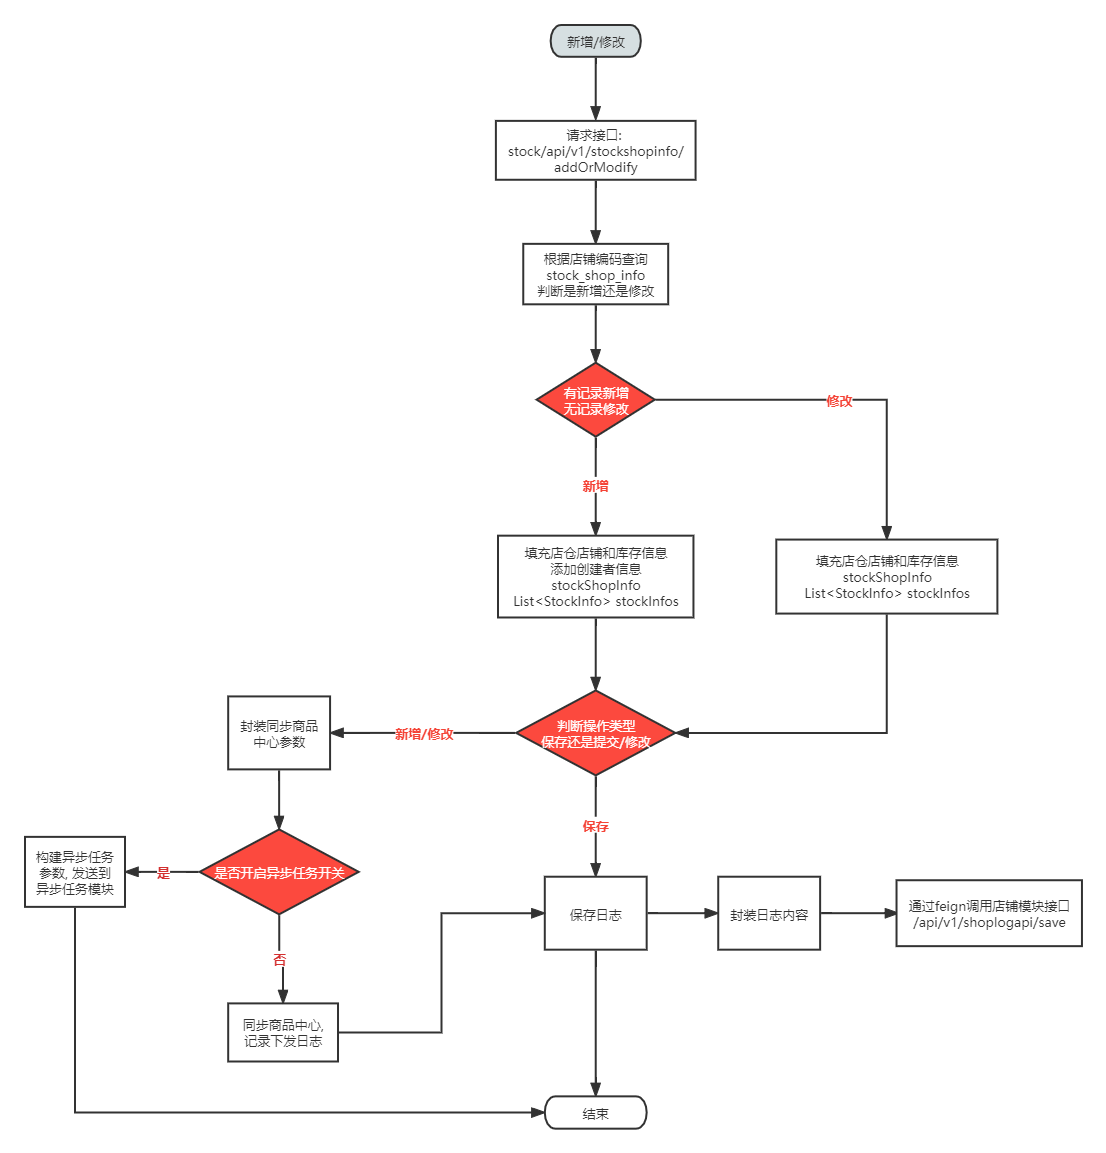 新增/修改
请求接口:
stock/api/v1/stockshopinfo/
addOrModify
根据店铺编码查询
stock_shop_info
判断是新增还是修改
有记录新增
无记录修改
修改
新增
填充店仓店铺和库存信息
添加创建者信息
stockShopInfo
List<StockInfo> stockInfos
填充店仓店铺和库存信息
stockShopInfo
List<StockInfo> stockInfos
判断操作类型
保存还是提交/修改
新增/修改
封装同步商品
中心参数
保存
是否开启异步任务开关
是
构建异步任务
参数, 发送到
异步任务模块
否
同步商品中心,
记录下发日志
保存日志
封装日志内容
通过feign调用店铺模块接口
/api/v1/shoplogapi/save
结束